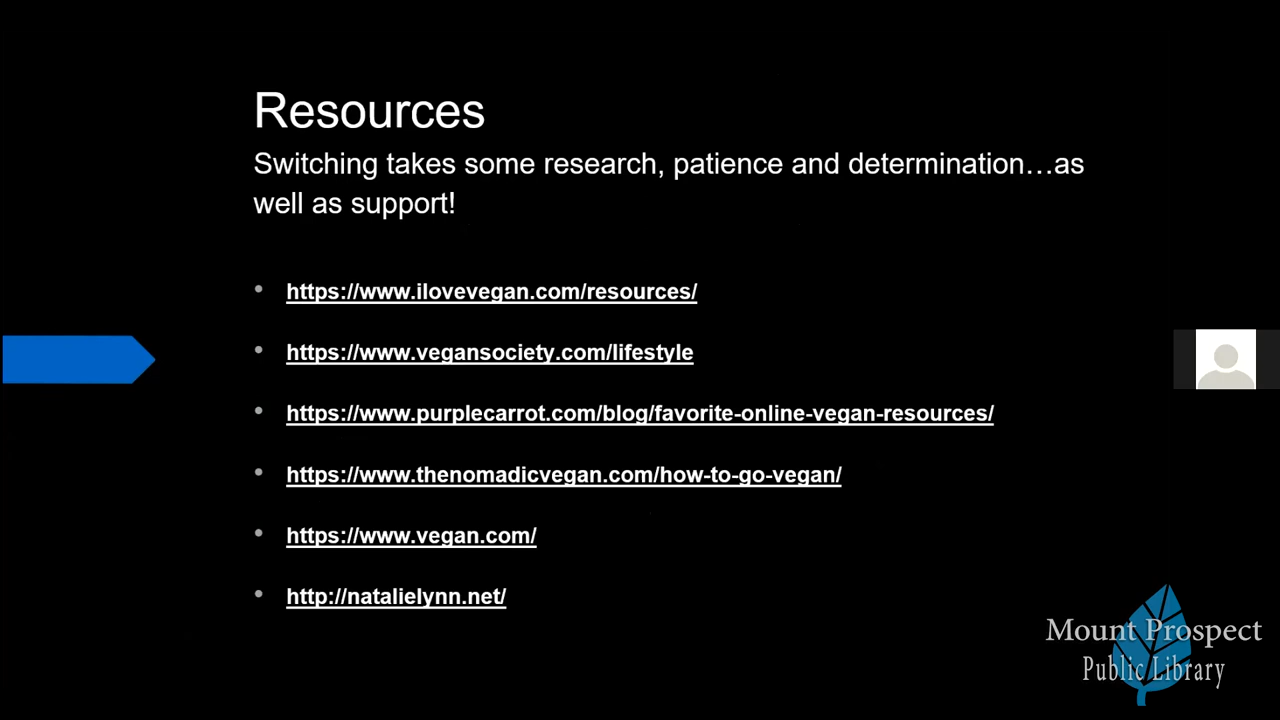 Resources
Switching takes some research, patience and determination…as
well as support!
• https://www.ilovevegan.com/resources/
• https://www.vegansociety.com/lifestyle
• https://www.purplecarrot.com/blog/favorite-online-vegan-resources/
• https://www.thenomadicvegan.com/how-to-go-vegan/
• https://www.vegan.com/
• http://natalielynn.net/
Mount Prospect
Public Library